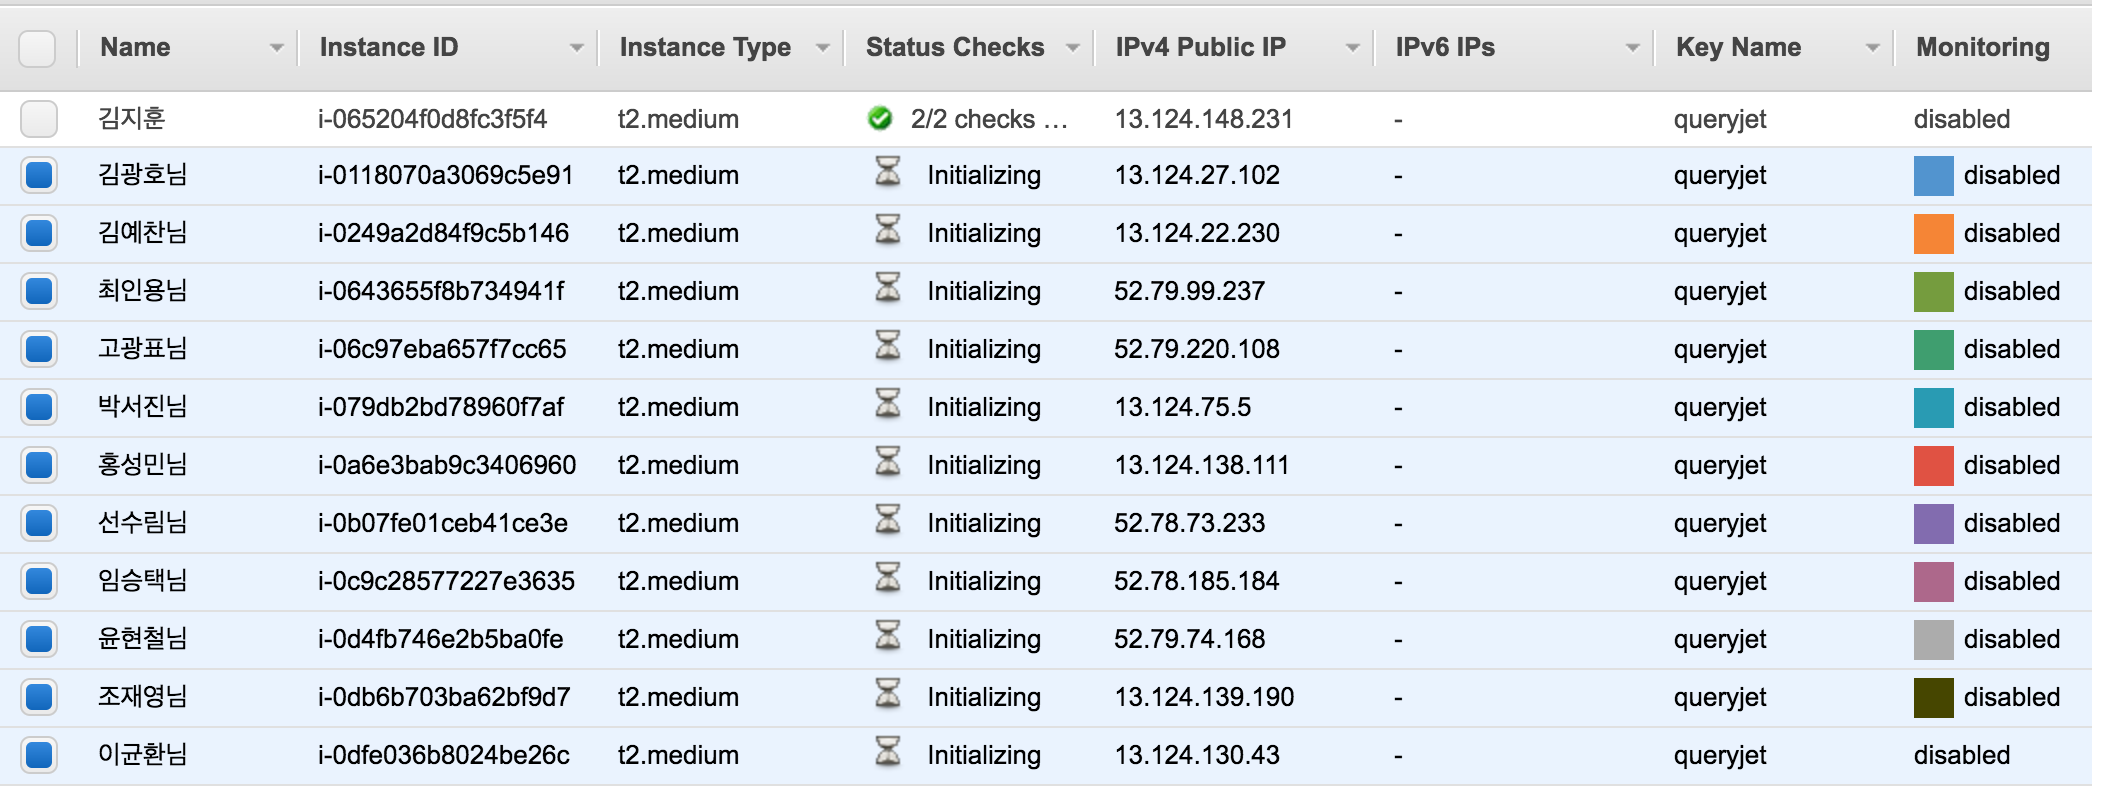 Name Instance ID Instance Type Status Checks IPv4 Public IP IPv6 IPs Key Name Monitoring
김지훈 i-065204f0d8fc3f5f4 t2.medium 2/2 checks … 13.124.148.231 - queryjet disabled
김광호님 i-0118070a3069c5e91 t2.medium Initializing 13.124.27.102 - queryjet disabled
김예찬님 i-0249a2d84f9c5b146 t2.medium Initializing 13.124.22.230 - queryjet disabled
최인용님 i-0643655f8b734941f t2.medium Initializing 52.79.99.237 - queryjet disabled
고광표님 i-06c97eba657f7cc65 t2.medium Initializing 52.79.220.108 - queryjet disabled
박서진님 i-079db2bd78960f7af t2.medium Initializing 13.124.75.5 - queryjet disabled
홍성민님 i-0a6e3bab9c3406960 t2.medium Initializing 13.124.138.111 - queryjet disabled
선수림님 i-0b07fe01ceb41ce3e t2.medium Initializing 52.78.73.233 - queryjet disabled
임승택님 i-0c9c28577227e3635 t2.medium Initializing 52.78.185.184 - queryjet disabled
윤현철님 i-0d4fb746e2b5ba0fe t2.medium Initializing 52.79.74.168 - queryjet disabled
조재영님 i-0db6b703ba62bf9d7 t2.medium Initializing 13.124.139.190 - queryjet disabled
이균환님 i-0dfe036b8024be26c t2.medium Initializing 13.124.130.43 - queryjet disabled